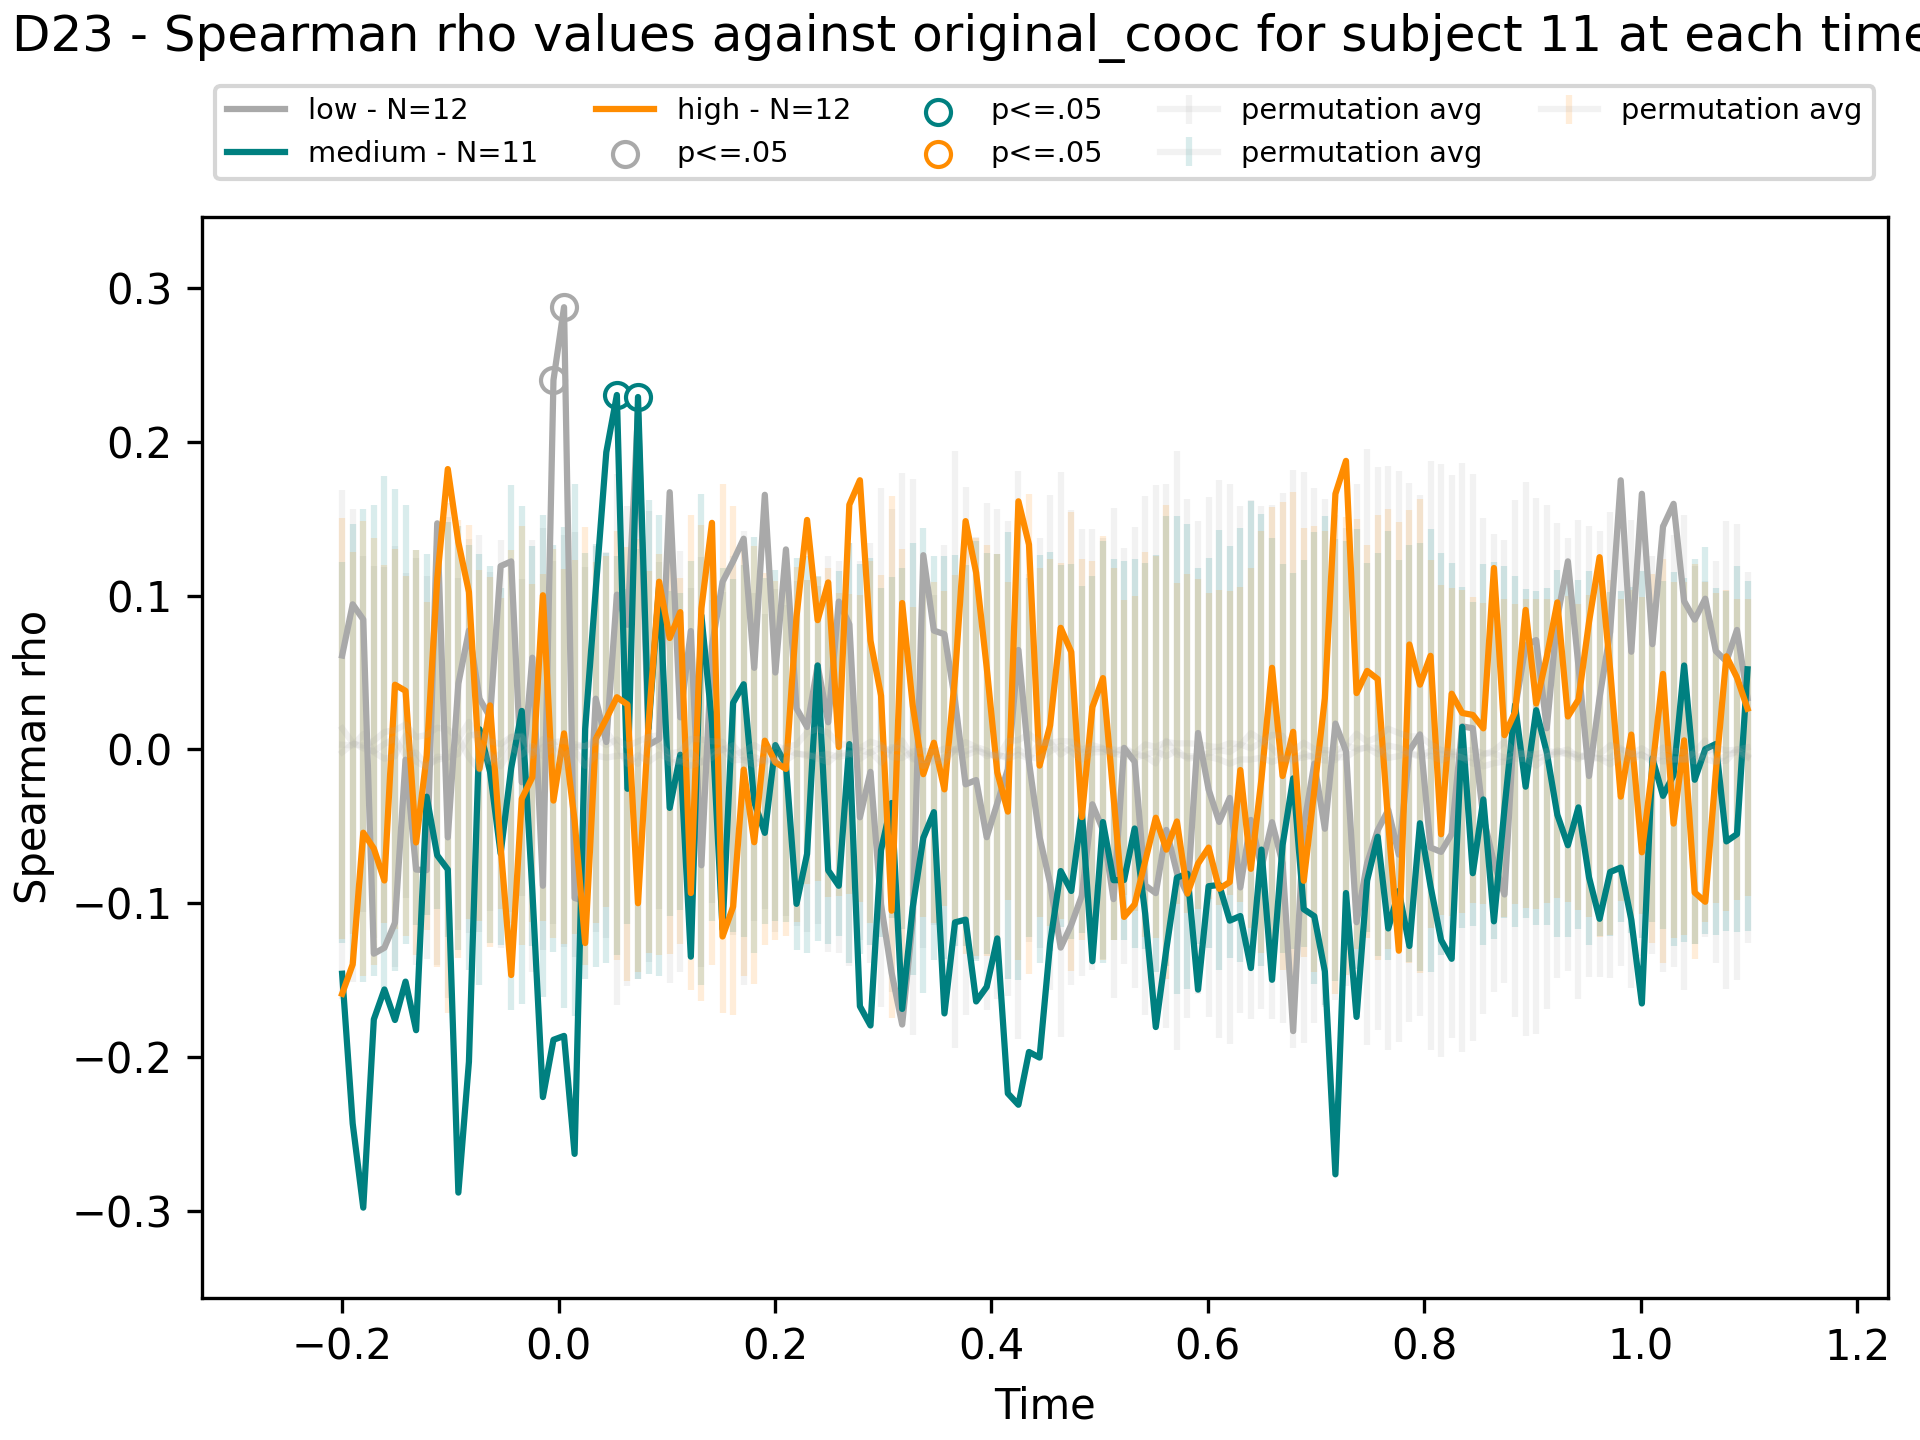 D23 - Spearman rho values against original_cooc for subject 11 at each time
low - N=12
medium - N=11
high - N=12
p<=.05
p<=.05
p<=.05
permutation avg
permutation avg
permutation avg
Spearman rho
0.3
0.2
0.1
0.0
−0.1
−0.2
−0.3
−0.2 0.0 0.2 0.4 0.6 0.8 1.0 1.2
Time